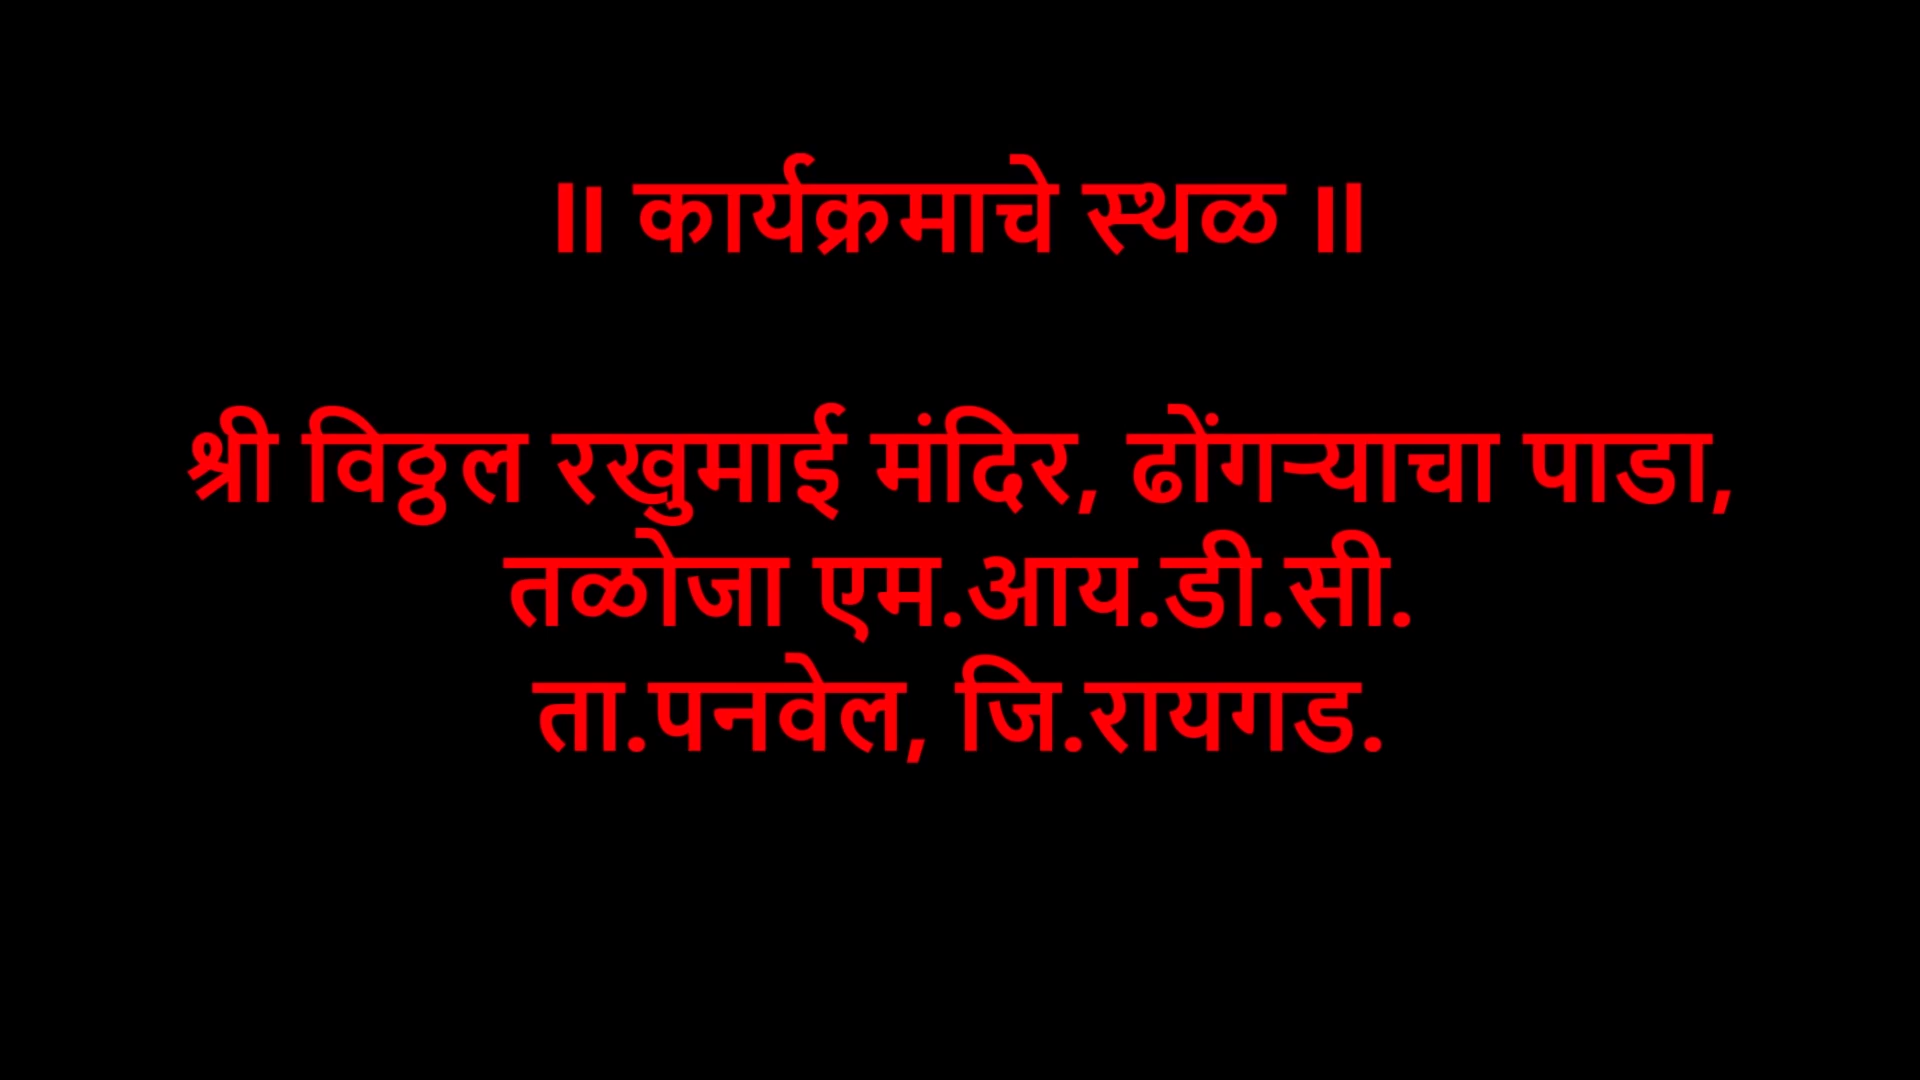 ॥ कार्यक्रमाचे स्थळ ॥
श्री विठ्ठल रखुमाई मंदिर, ढोंगऱ्याचा पाडा,
तळोजा एम.आय.डी.सी.
ता.पनवेल, जि.रायगड.